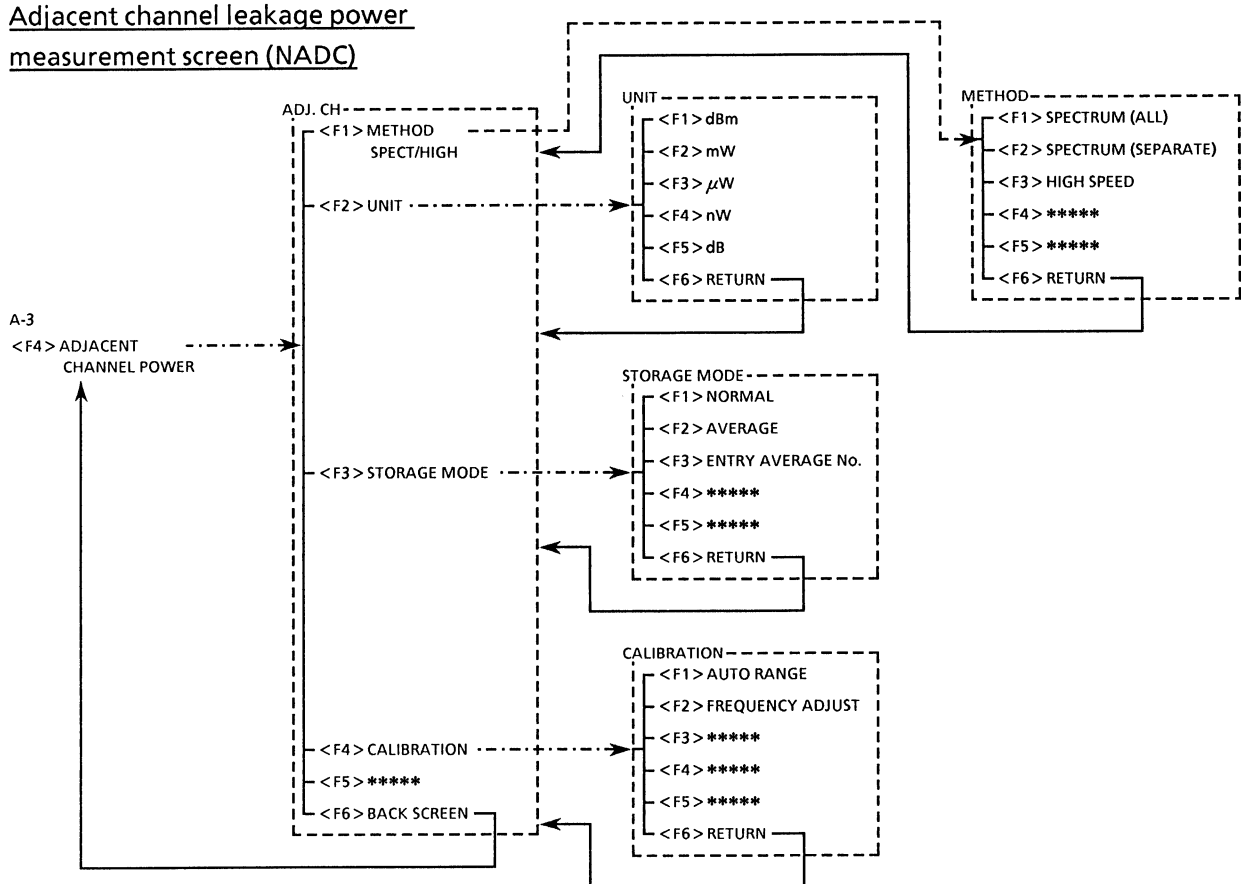 Adjacent channel leakage power
measurement screen (NADC)
A-3
<F4> ADJACENT
CHANNEL POWER
ADJ. CH
<F1> METHOD
SPECT/HIGH
<F2> UNIT
<F3> STORAGE MODE
<F4> CALIBRATION
<F5> *****
<F6> BACK SCREEN
UNIT
<F1> dBm
<F2> mW
<F3> μW
<F4> nW
<F5> dB
<F6> RETURN
METHOD
<F1> SPECTRUM (ALL)
<F2> SPECTRUM (SEPARATE)
<F3> HIGH SPEED
<F4> *****
<F5> *****
<F6> RETURN
STORAGE MODE
<F1> NORMAL
<F2> AVERAGE
<F3> ENTRY AVERAGE No.
<F4> *****
<F5> *****
<F6> RETURN
CALIBRATION
<F1> AUTO RANGE
<F2> FREQUENCY ADJUST
<F3> *****
<F4> *****
<F5> *****
<F6> RETURN